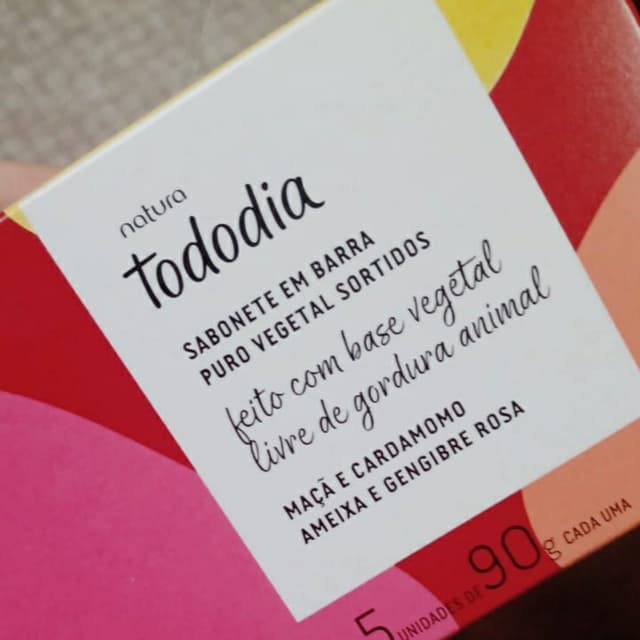 natura
tododia
SABONETE EM BARRA
PURO VEGETAL SORTIDOS
feito com base vegetal
livre de gordura animal
MAÇÃ E CARDAMOMO
AMEIXA E GENGIBRE ROSA
5 UNIDADES DE 90g CADA UMA